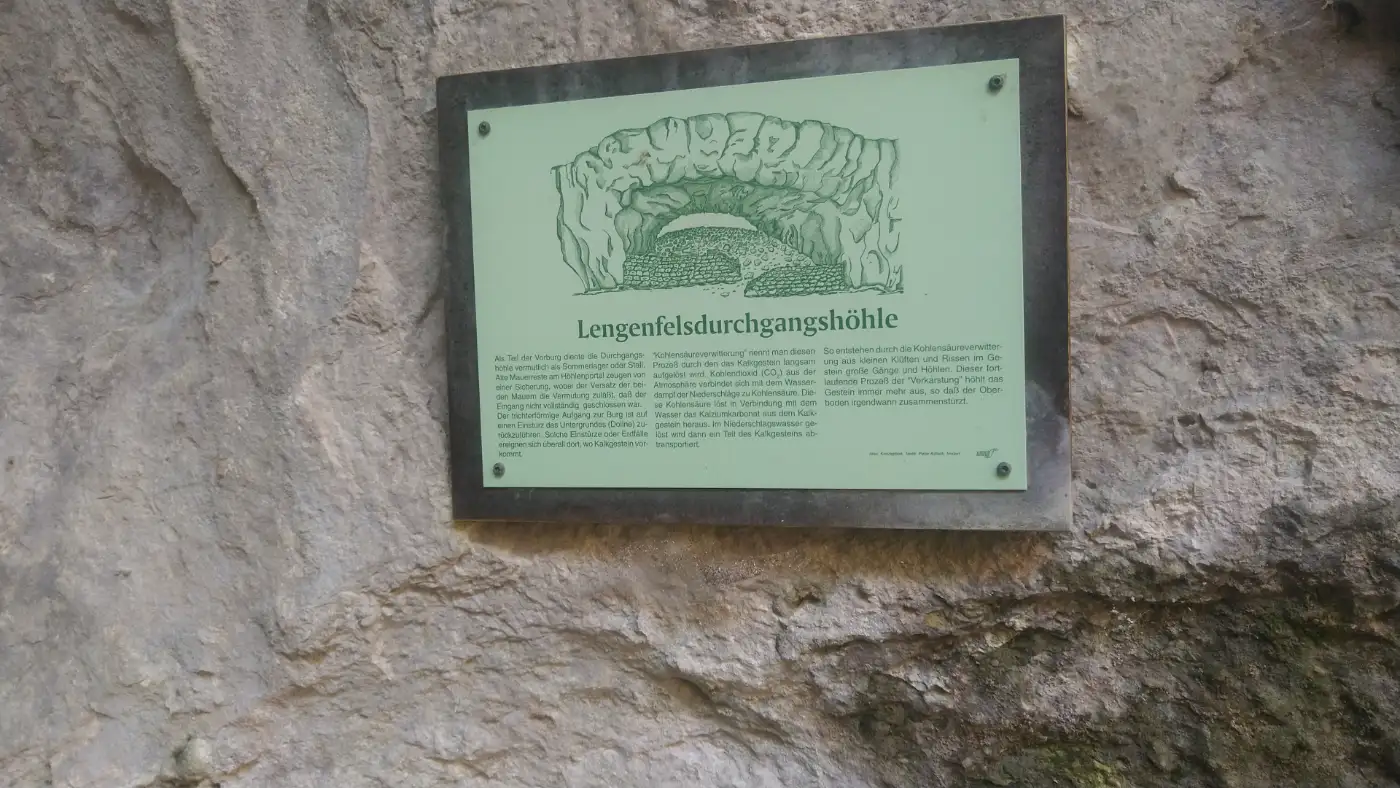 Lengenfelsdurchgangshöhle
Als Teil der Vorburg diente die Durchgangs-
höhle vermutlich als Sommerlager oder Stall.
Alte Mauerreste am Höhlenportal zeugen von
einer Sicherung, wobei der Versatz der bei-
den Mauern die Vermutung zuläßt, daß der
Eingang nicht vollständig geschlossen war.
Der trichterförmige Aufgang zur Burg ist auf
einen Einsturz des Untergrundes (Doline) zu-
rückzuführen. Solche Einstürze oder Erdfälle
ereignen sich überall dort, wo Kalkgestein vor-
kommt.
"Kohlensäureverwitterung" nennt man diesen
Prozeß durch den das Kalkgestein langsam
aufgelöst wird. Kohlendioxid (CO₂) aus der
Atmosphäre verbindet sich mit dem Wasser-
dampf der Niederschläge zu Kohlensäure. Die-
se Kohlensäure löst in Verbindung mit dem
Wasser das Kalziumkarbonat aus dem Kalk-
gestein heraus. Im Niederschlagswasser ge-
löst wird dann ein Teil des Kalkgesteins ab-
transportiert.
So entstehen durch die Kohlensäureverwitter-
ung aus kleinen Klüften und Rissen im Ge-
stein große Gänge und Höhlen. Dieser fort-
laufende Prozeß der "Verkarstung" höhlt das
Gestein immer mehr aus, so daß der Ober-
boden irgendwann zusammenstürzt.